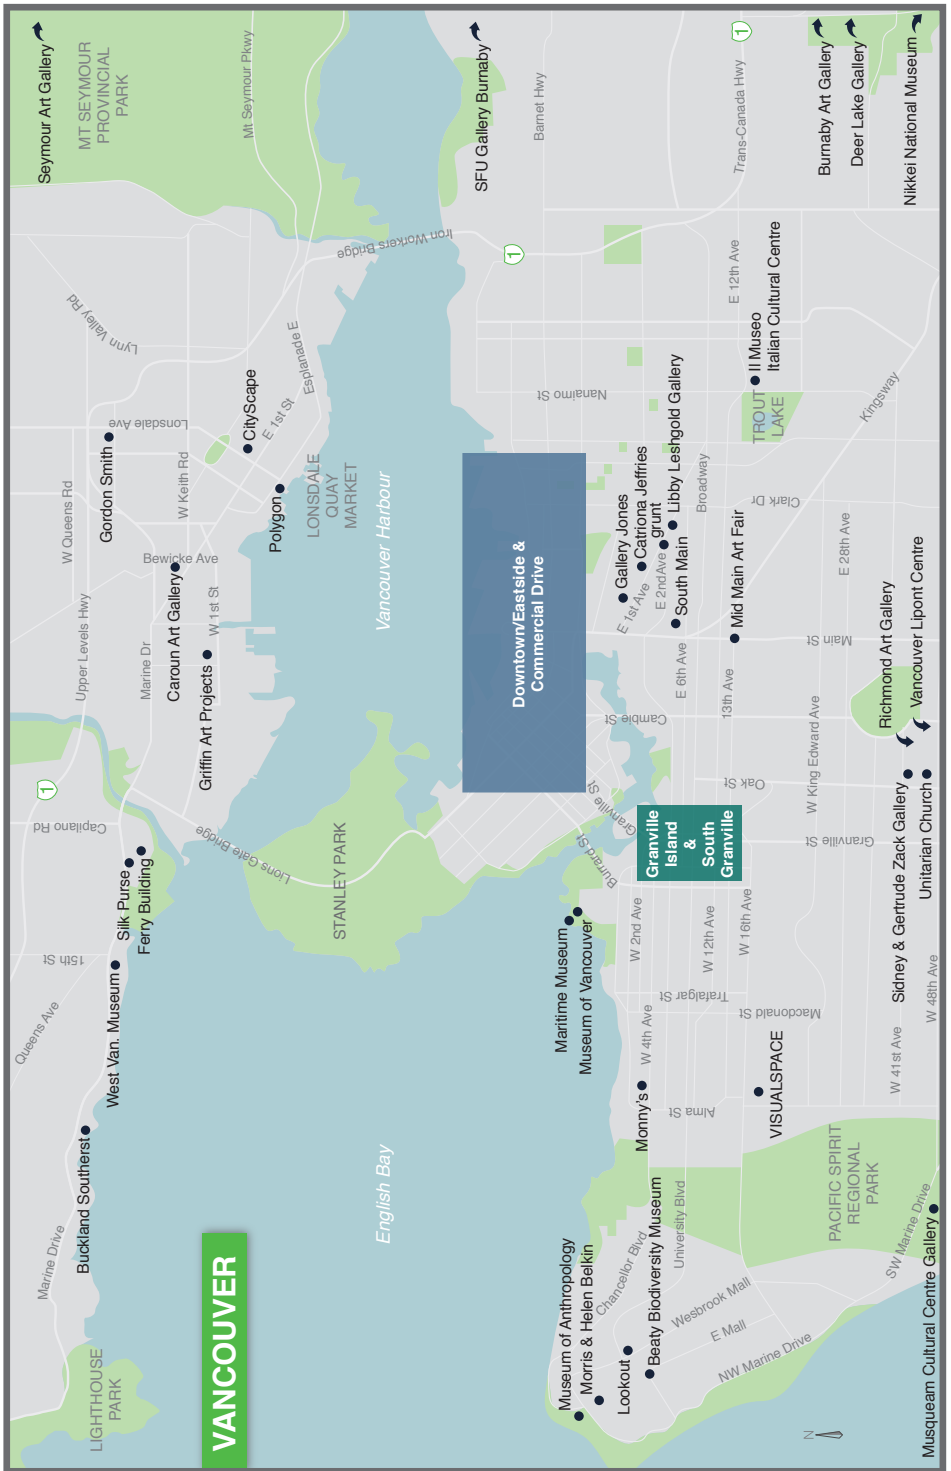 VANCOUVER
LIGHTHOUSE
PARK
Marine Drive
Buckland Southerst
Queens Ave
15th St
West Van. Museum
Silk Purse
Ferry Building
Capilano Rd
1
Lions Gate Bridge
Upper Levels Hwy
Marine Dr
Griffin Art Projects
Caroun Art Gallery
W 1st St
Bewicke Ave
W Queens Rd
Gordon Smith
W Keith Rd
Lonsdale Ave
CityScape
Polygon
E 1st St
Esplanade E
LONSDALE
QUAY
MARKET
Lynn Valley Rd
Mt Seymour Pkwy
MT SEYMOUR
PROVINCIAL
PARK
Seymour Art Gallery
Iron Workers Bridge
English Bay
STANLEY PARK
Vancouver Harbour
SFU Gallery Burnaby
Barnet Hwy
1
Trans-Canada Hwy
1
Downtown/Eastside &
Commercial Drive
Granville St
Burrard St
Cambie St
Granville
Island
&
South
Granville
Maritime Museum
Museum of Vancouver
Museum of Anthropology
Morris & Helen Belkin
Lookout
Beaty Biodiversity Museum
Chancellor Blvd
University Blvd
Wesbrook Mall
E Mall
NW Marine Drive
SW Marine Drive
N
PACIFIC SPIRIT
REGIONAL
PARK
Monny's
Alma St
W 4th Ave
VISUALSPACE
Trafalgar St
Macdonald St
W 2nd Ave
W 12th Ave
W 16th Ave
Granville St
Oak St
W King Edward Ave
W 41st Ave
W 48th Ave
13th Ave
E 6th Ave
Main St
Gallery Jones
Catriona Jeffries
grunt
Libby Leshgold Gallery
E 1st Ave
E 2nd Ave
South Main
Mid Main Art Fair
Broadway
Clark Dr
E 28th Ave
Nanaimo St
TROUT
LAKE
Il Museo
Italian Cultural Centre
E 12th Ave
Kingsway
Burnaby Art Gallery
Deer Lake Gallery
Nikkei National Museum
Richmond Art Gallery
Vancouver Lipont Centre
Sidney & Gertrude Zack Gallery
Unitarian Church
Musqueam Cultural Centre Gallery